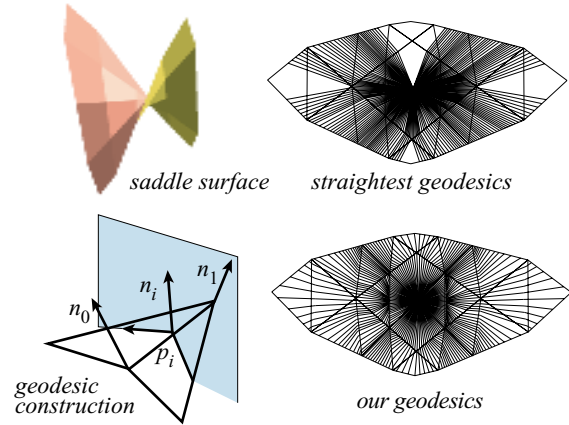 saddle surface
straightest geodesics
n0
ni
n1
pi
geodesic
construction
our geodesics